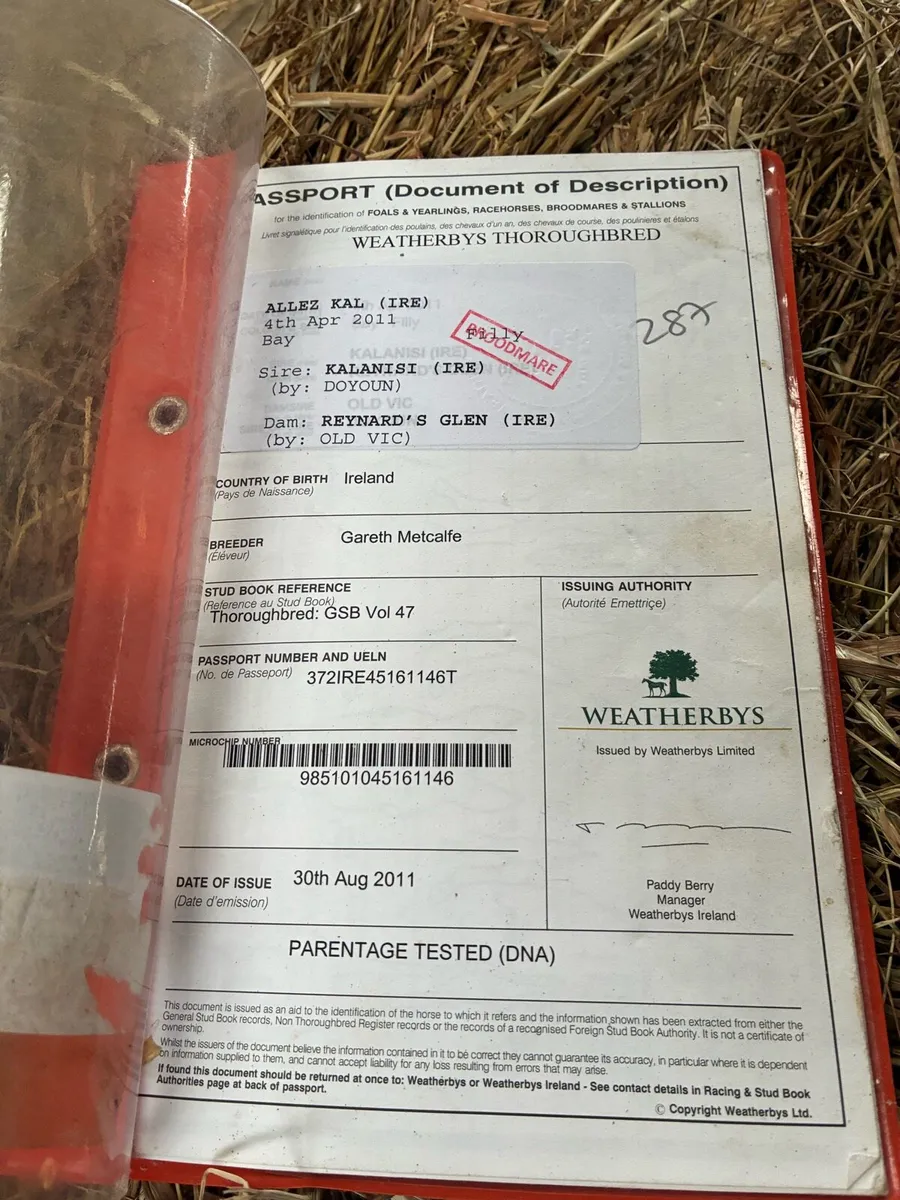 ASSPORT (Document of Description)
for the identification of FOALS & YEARLINGS, RACEHORSES, BROODMARES & STALLIONS
Livret signalétique pour l'identification des poulains, des chevaux d'un an, des chevaux de course, des poulinieres et étalons
WEATHERBYS THOROUGHBRED
ALLEZ KAL (IRE)
4th Apr 2011
Bay Filly
BROODMARE
287
KALANISI (IRE)
Sire: KALANISI (IRE)
(by: DOYOUN)
OLD VIC
Dam: REYNARD'S GLEN (IRE)
(by: OLD VIC)
COUNTRY OF BIRTH Ireland
(Pays de Naissance)
BREEDER Gareth Metcalfe
(Éléveur)
STUD BOOK REFERENCE
(Reference au Stud Book)
Thoroughbred: GSB Vol 47
PASSPORT NUMBER AND UELN
(No. de Passeport) 372IRE45161146T
MICROCHIP NUMBER
985101045161146
DATE OF ISSUE 30th Aug 2011
(Date d'emission)
ISSUING AUTHORITY
(Autorité Emettriçe)
WEATHERBYS
Issued by Weatherbys Limited
Paddy Berry
Manager
Weatherbys Ireland
PARENTAGE TESTED (DNA)
This document is issued as an aid to the identification of the horse to which it refers and the information shown has been extracted from either the
General Stud Book records, Non Thoroughbred Register records or the records of a recognised Foreign Stud Book Authority. It is not a certificate of
ownership.
Whilst the issuers of the document believe the information contained in it to be correct they cannot guarantee its accuracy, in particular where it is dependent
on information supplied to them, and cannot accept liability for any loss resulting from errors that may arise.
If found this document should be returned at once to: Weatherbys or Weatherbys Ireland - See contact details in Racing & Stud Book
Authorities page at back of passport.
© Copyright Weatherbys Ltd.